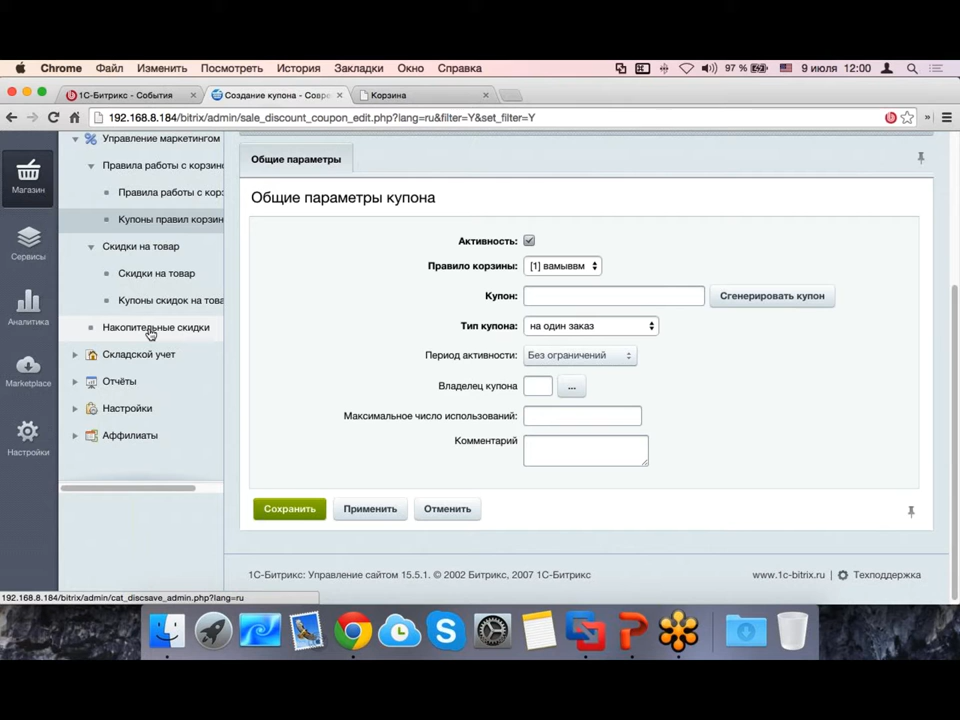 Chrome Файл Изменить Посмотреть История Закладки Окно Справка 97 % 9 июля 12:00
1С-Битрикс - События × Создание купона - Совре × Корзина ×
192.168.8.184/bitrix/admin/sale_discount_coupon_edit.php?lang=ru&filter=Y&set_filter=Y »
Магазин
Сервисы
Аналитика
Marketplace
Настройки
Управление маркетингом
Правила работы с корзино
Правила работы с корз
Купоны правил корзин
Скидки на товар
Скидки на товар
Купоны скидок на това
Накопительные скидки
Складской учет
Отчёты
Настройки
Аффилиаты
Общие параметры
Общие параметры купона
Активность:
Правило корзины: [1] вамыввм
Купон: Сгенерировать купон
Тип купона: на один заказ
Период активности: Без ограничений
Владелец купона ...
Максимальное число использований:
Комментарий
Сохранить Применить Отменить
1С-Битрикс: Управление сайтом 15.5.1. © 2002 Битрикс, 2007 1С-Битрикс www.1c-bitrix.ru Техподдержка
192.168.8.184/bitrix/admin/cat_discsave_admin.php?lang=ru